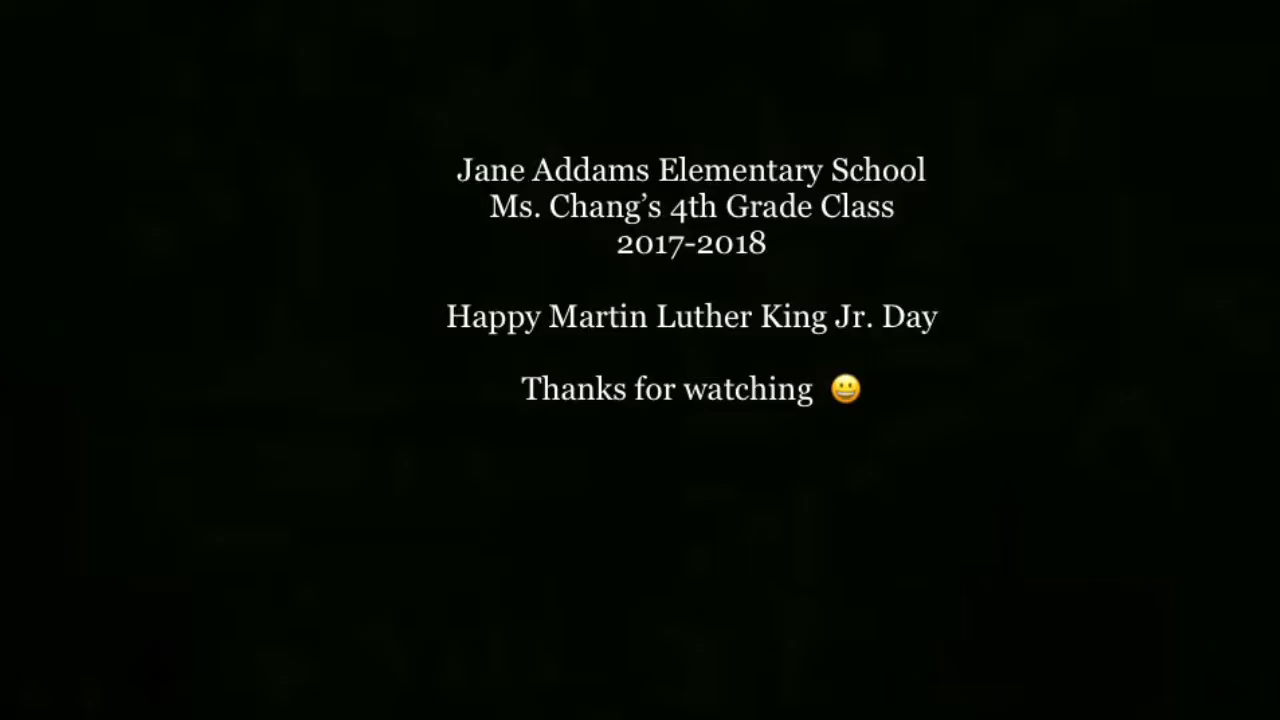 Jane Addams Elementary School
Ms. Chang’s 4th Grade Class
2017-2018
Happy Martin Luther King Jr. Day
Thanks for watching 😀